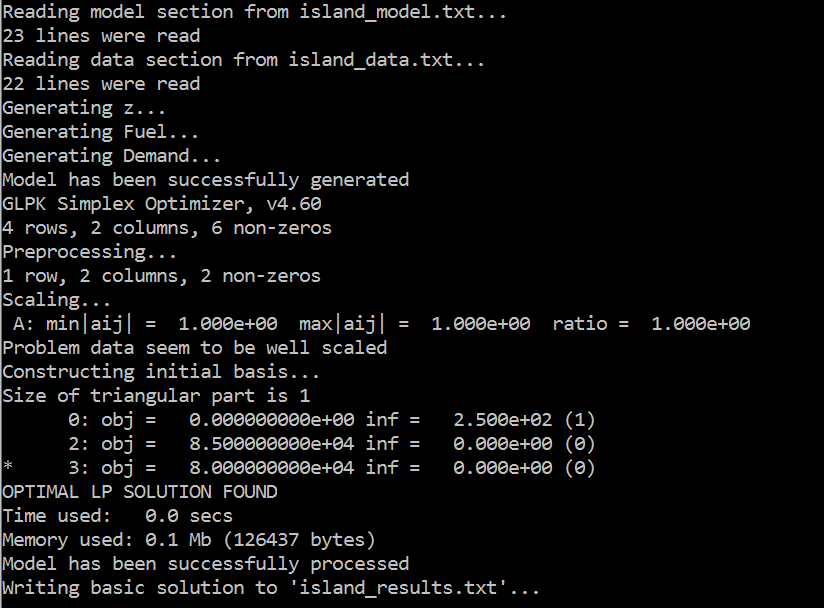 Reading model section from island_model.txt...
23 lines were read
Reading data section from island_data.txt...
22 lines were read
Generating z...
Generating Fuel...
Generating Demand...
Model has been successfully generated
GLPK Simplex Optimizer, v4.60
4 rows, 2 columns, 6 non-zeros
Preprocessing...
1 row, 2 columns, 2 non-zeros
Scaling...
 A: min|aij| =  1.000e+00  max|aij| =  1.000e+00  ratio =  1.000e+00
Problem data seem to be well scaled
Constructing initial basis...
Size of triangular part is 1
      0: obj =   0.000000000e+00 inf =   2.500e+02 (1)
      2: obj =   8.500000000e+04 inf =   0.000e+00 (0)
*     3: obj =   8.000000000e+04 inf =   0.000e+00 (0)
OPTIMAL LP SOLUTION FOUND
Time used:   0.0 secs
Memory used: 0.1 Mb (126437 bytes)
Model has been successfully processed
Writing basic solution to 'island_results.txt'...